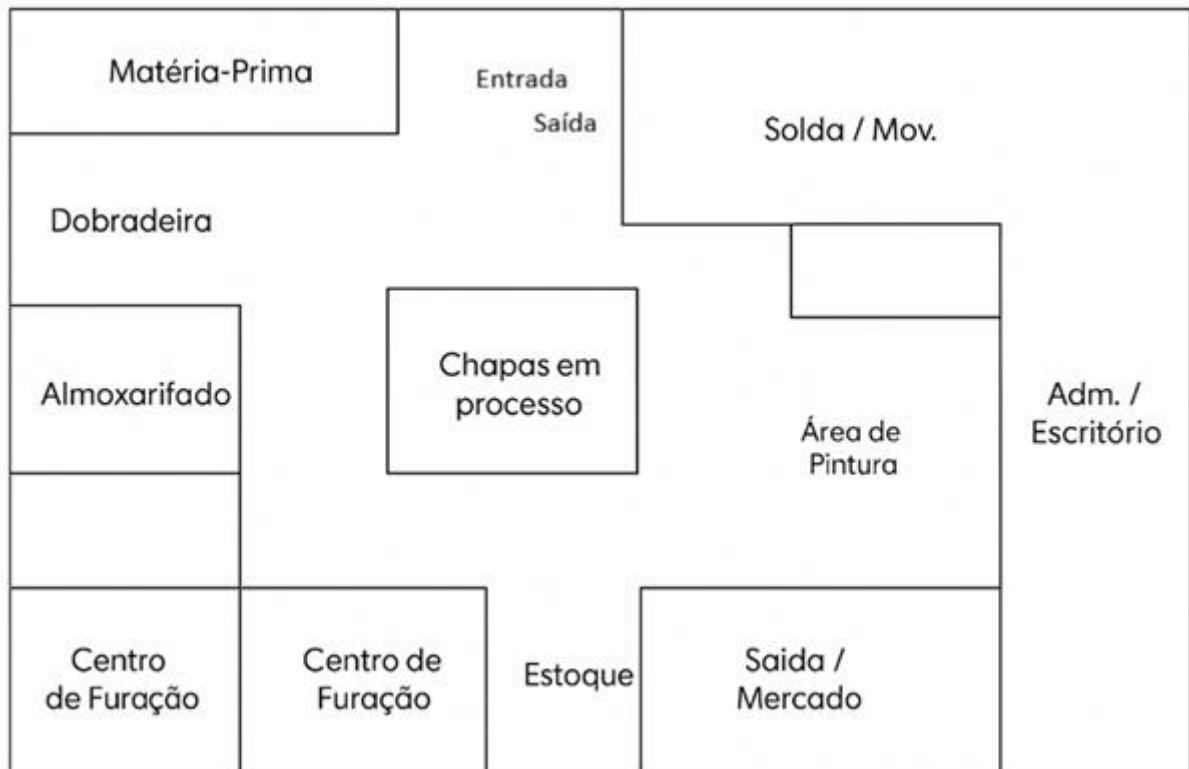 Matéria-Prima
Entrada
Saída
Solda / Mov.
Dobradeira
Almoxarifado
Chapas em
processo
Área de
Pintura
Adm. /
Escritório
Centro
de Furação
Centro de
Furação
Estoque
Saida /
Mercado